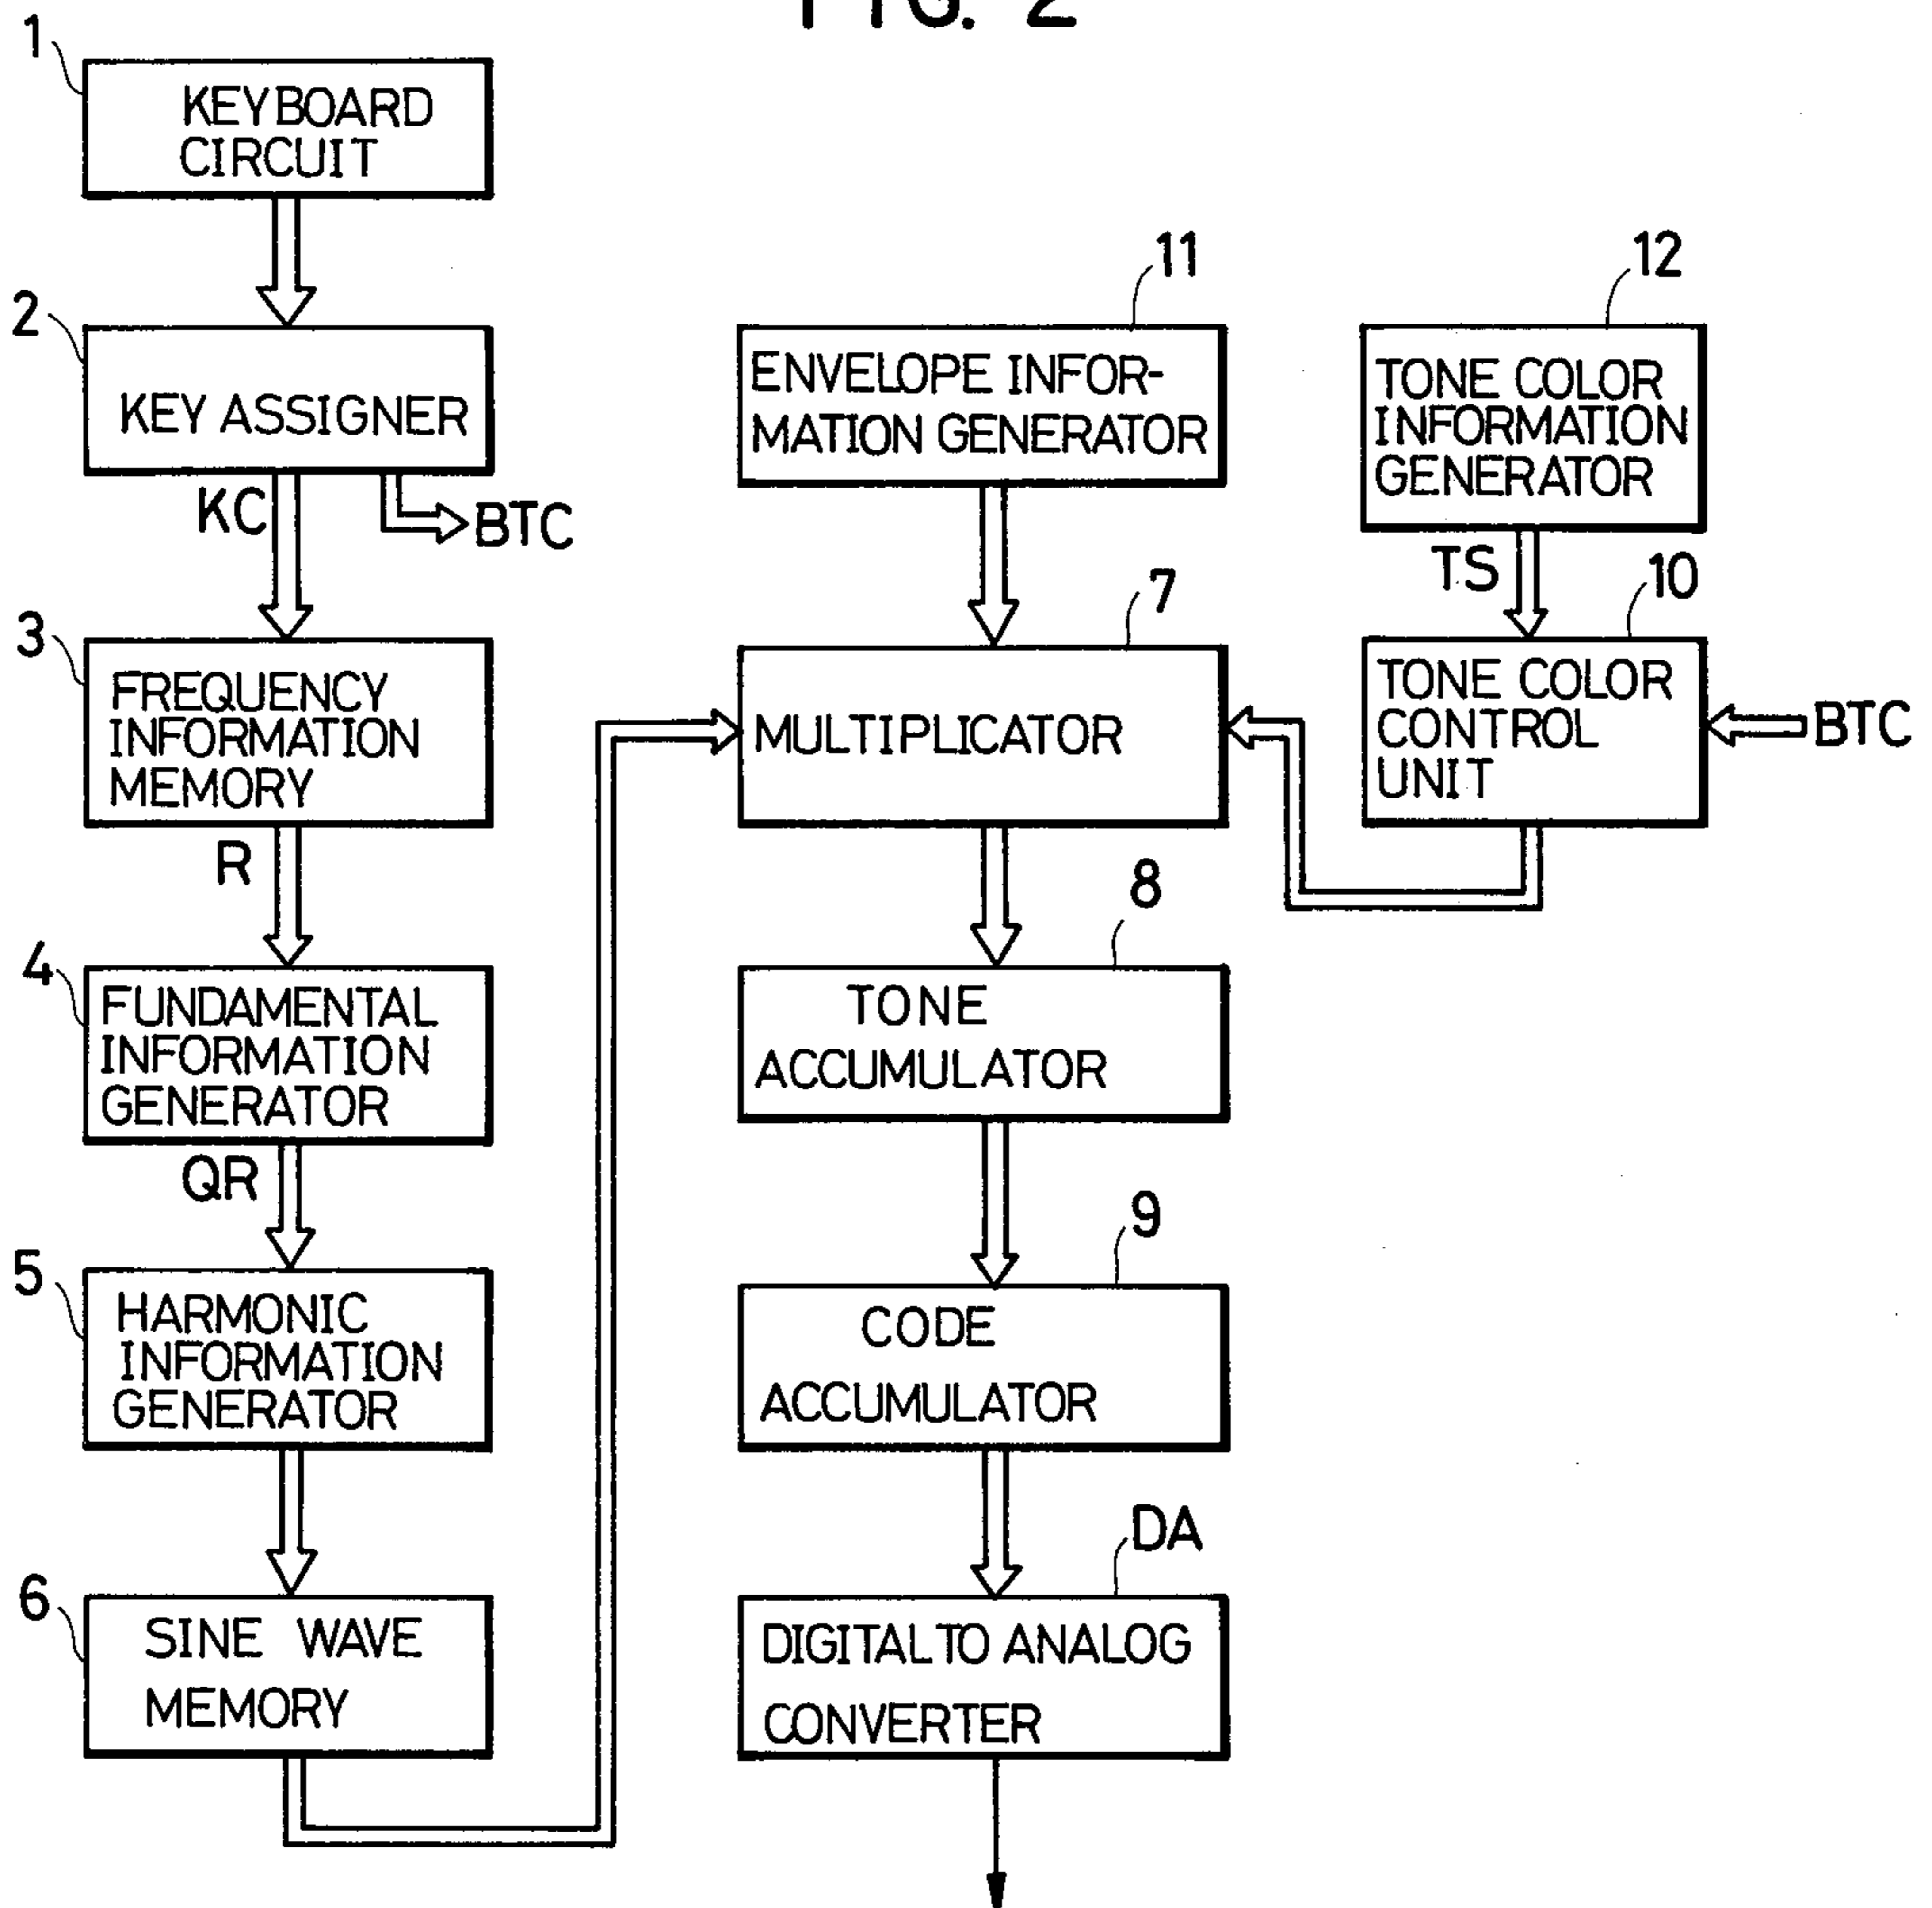 FIG. 2
1
KEYBOARD
CIRCUIT
2
KEY ASSIGNER
KC
BTC
3
FREQUENCY
INFORMATION
MEMORY
R
4
FUNDAMENTAL
INFORMATION
GENERATOR
QR
5
HARMONIC
INFORMATION
GENERATOR
6
SINE WAVE
MEMORY
11
ENVELOPE INFOR-
MATION GENERATOR
7
MULTIPLICATOR
8
TONE
ACCUMULATOR
9
CODE
ACCUMULATOR
DA
DIGITAL TO ANALOG
CONVERTER
12
TONE COLOR
INFORMATION
GENERATOR
TS
10
TONE COLOR
CONTROL
UNIT
BTC